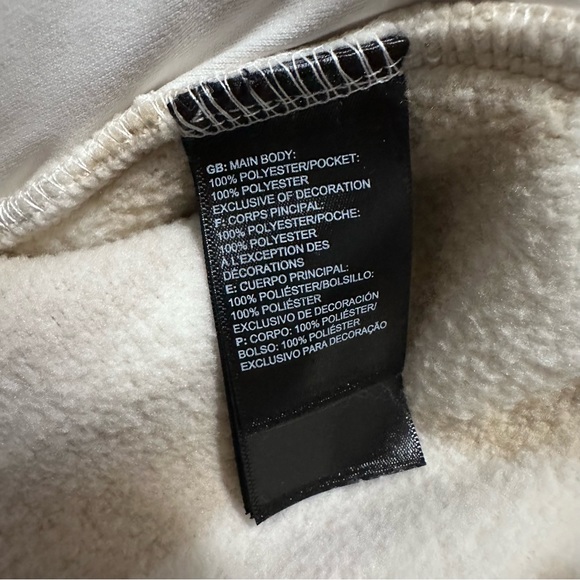 GB: MAIN BODY:
100% POLYESTER/POCKET:
100% POLYESTER
EXCLUSIVE OF DECORATION
F: CORPS PINCIPAL:
100% POLYESTER/POCHE:
100% POLYESTER
À L'EXCEPTION DES
DÉCORATIONS
E: CUERPO PRINCIPAL:
100% POLIÉSTER/BOLSILLO:
100% POLIÉSTER
EXCLUSIVO DE DECORACIÓN
P: CORPO: 100% POLIÉSTER/
BOLSO: 100% POLIÉSTER
EXCLUSIVO PARA DECORAÇÃO